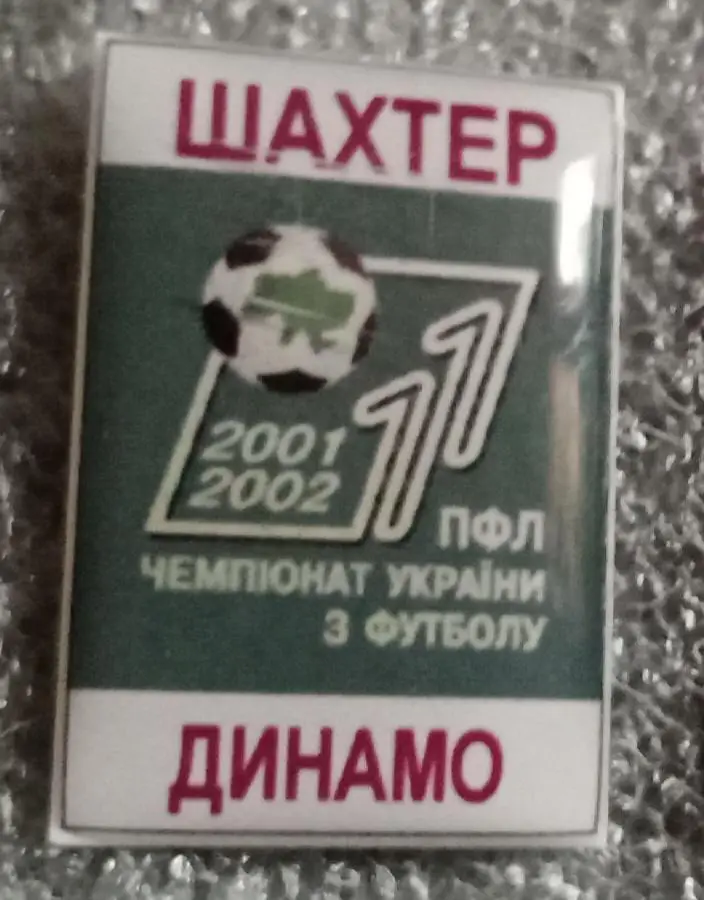 ШАХТЕР
2001
2002
11
ПФЛ
ЧЕМПІОНАТ УКРАЇНИ
З ФУТБОЛУ
ДИНАМО